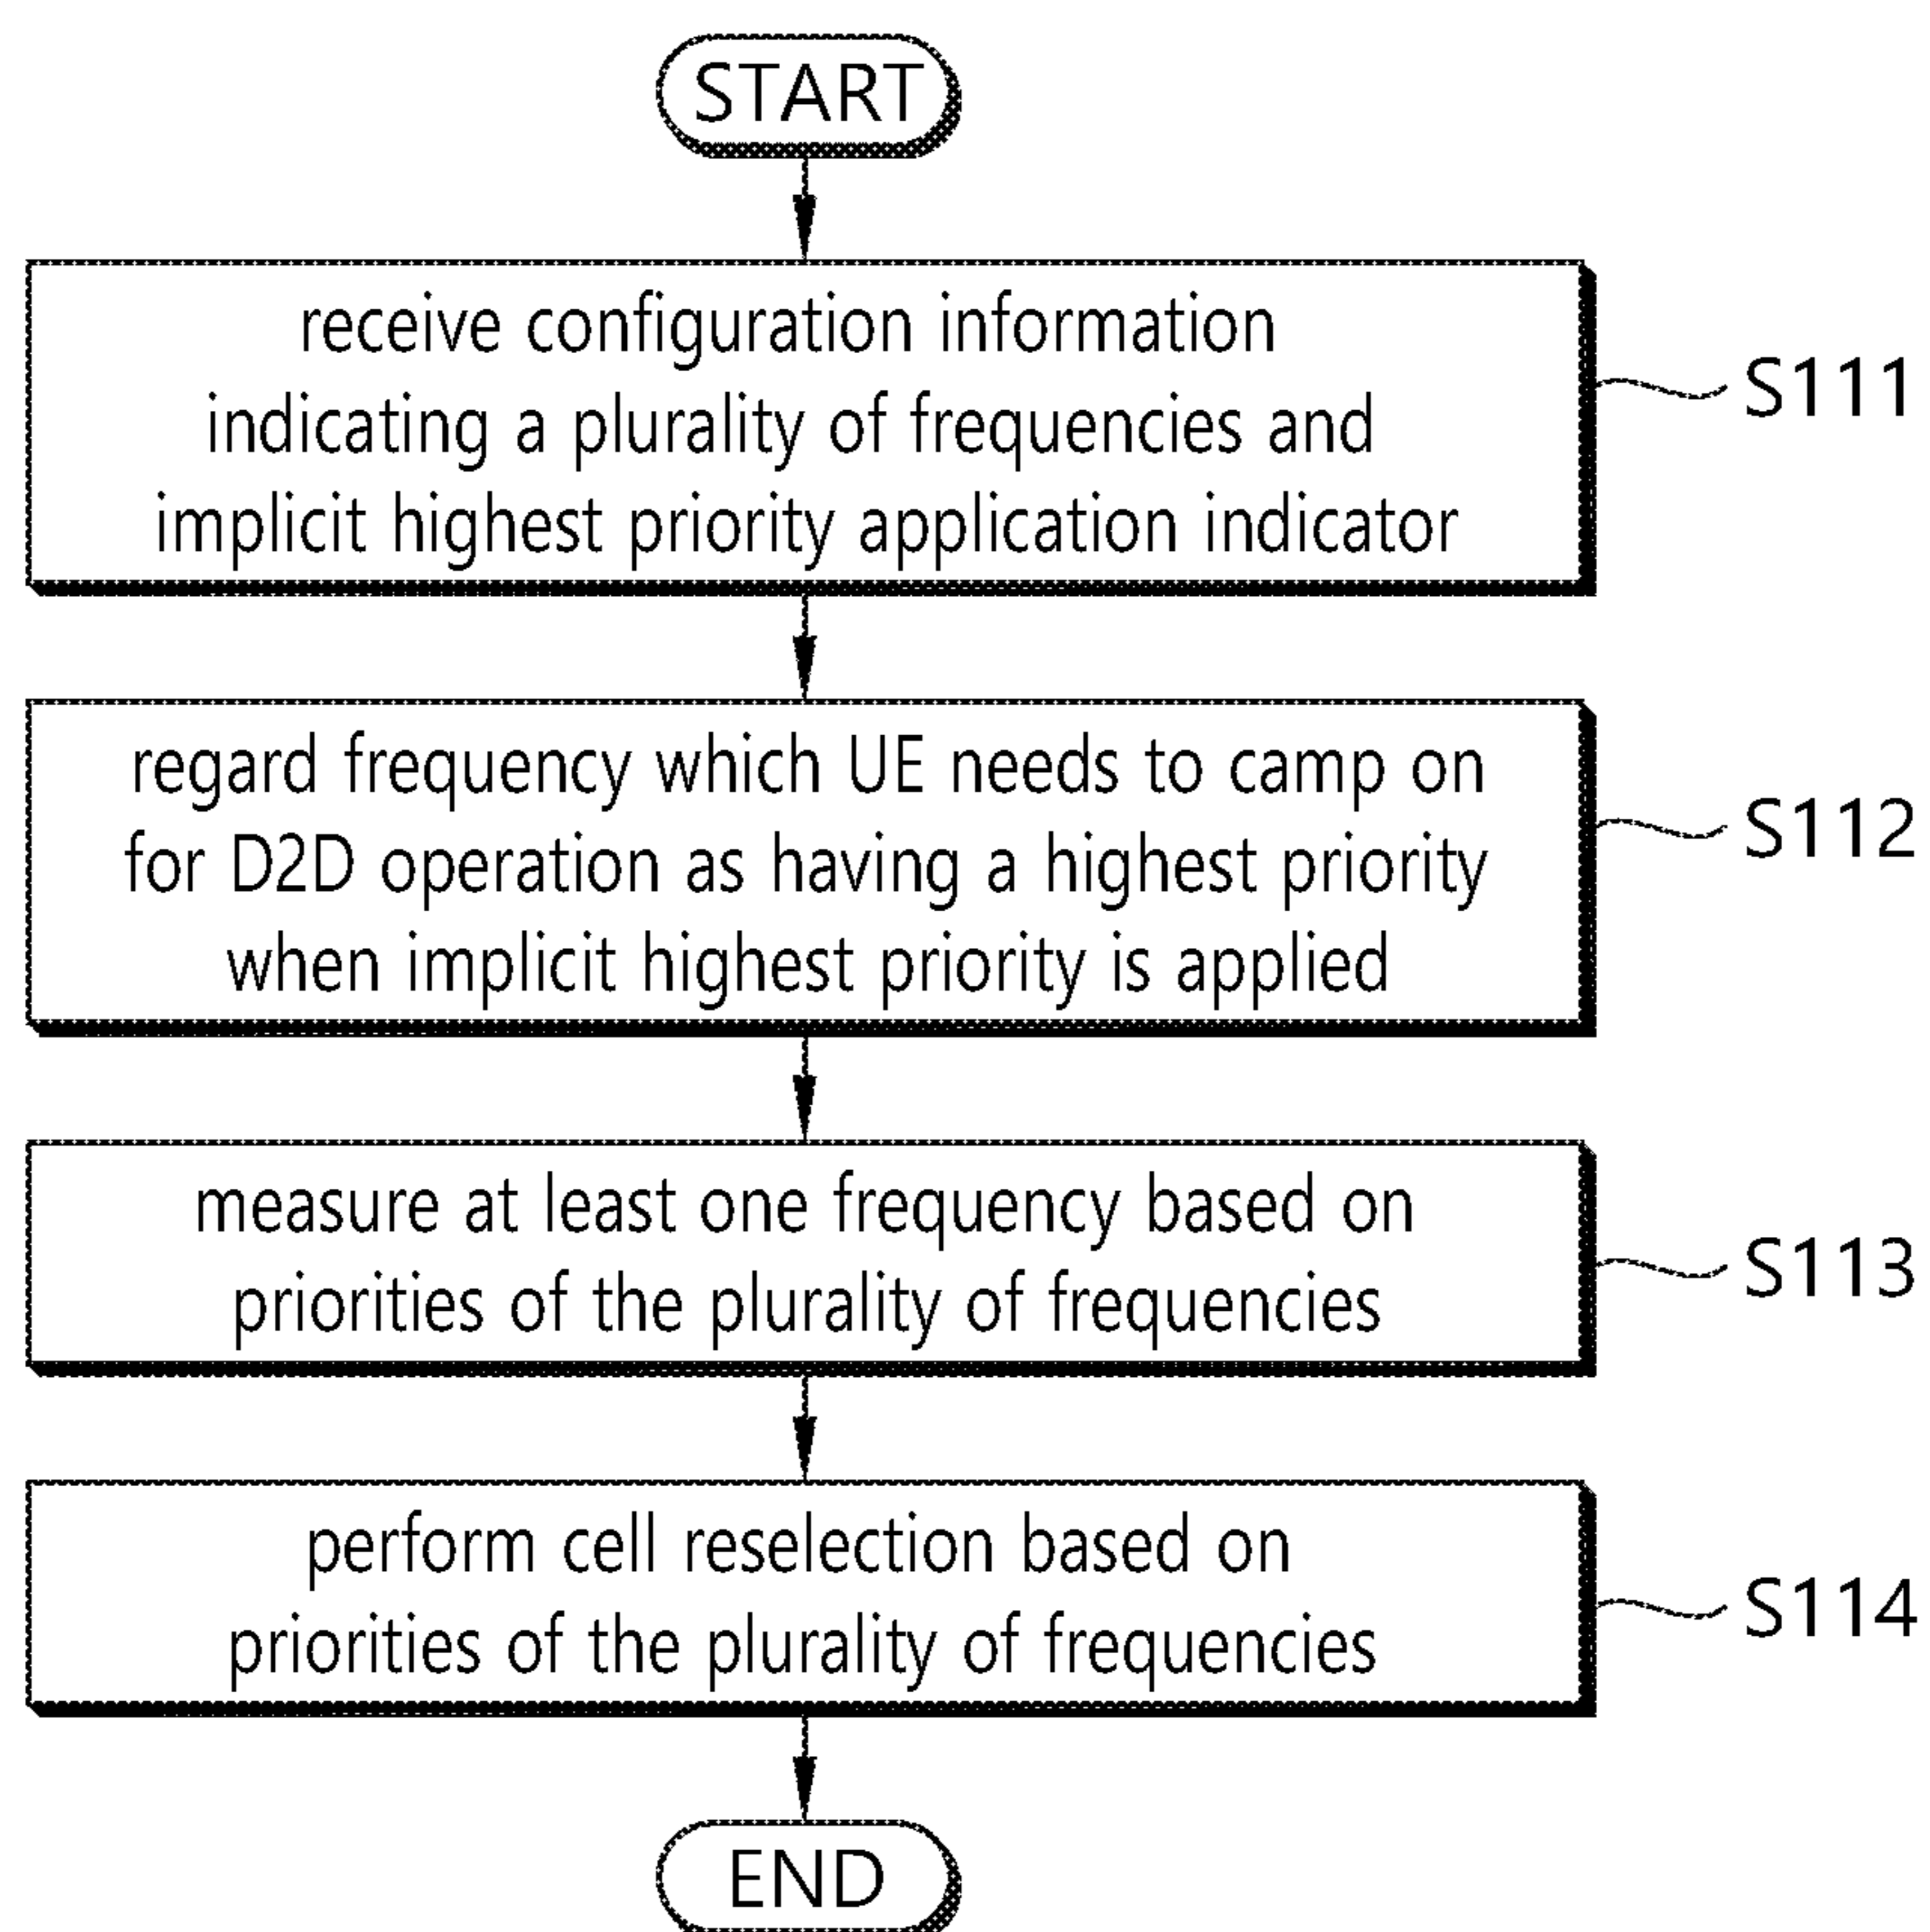 START
receive configuration information
indicating a plurality of frequencies and
implicit highest priority application indicator
S111
regard frequency which UE needs to camp on
for D2D operation as having a highest priority
when implicit highest priority is applied
S112
measure at least one frequency based on
priorities of the plurality of frequencies
S113
perform cell reselection based on
priorities of the plurality of frequencies
S114
END